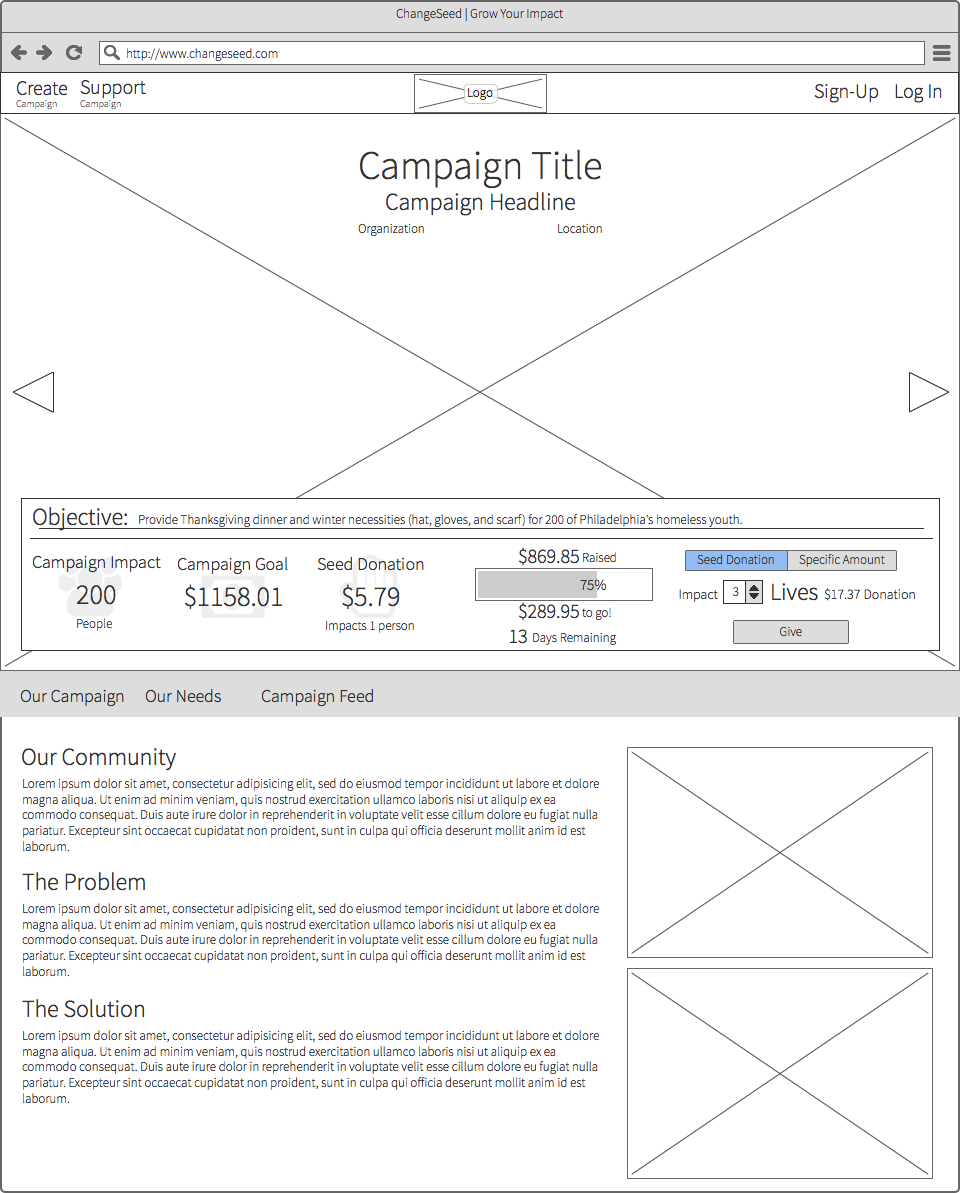 ChangeSeed | Grow Your Impact
http://www.changeseed.com
Create
Campaign
Support
Campaign
Logo
Sign-Up
Log In
Campaign Title
Campaign Headline
Organization
Location
Objective: Provide Thanksgiving dinner and winter necessities (hat, gloves, and scarf) for 200 of Philadelphia's homeless youth.
Campaign Impact
200
People
Campaign Goal
$1158.01
Seed Donation
$5.79
Impacts 1 person
$869.85 Raised
75%
$289.95 to go!
13 Days Remaining
Seed Donation
Specific Amount
Impact 3 Lives $17.37 Donation
Give
Our Campaign
Our Needs
Campaign Feed
Our Community
Lorem ipsum dolor sit amet, consectetur adipisicing elit, sed do eiusmod tempor incididunt ut labore et dolore
magna aliqua. Ut enim ad minim veniam, quis nostrud exercitation ullamco laboris nisi ut aliquip ex ea
commodo consequat. Duis aute irure dolor in reprehenderit in voluptate velit esse cillum dolore eu fugiat nulla
pariatur. Excepteur sint occaecat cupidatat non proident, sunt in culpa qui officia deserunt mollit anim id est
laborum.
The Problem
Lorem ipsum dolor sit amet, consectetur adipisicing elit, sed do eiusmod tempor incididunt ut labore et dolore
magna aliqua. Ut enim ad minim veniam, quis nostrud exercitation ullamco laboris nisi ut aliquip ex ea
commodo consequat. Duis aute irure dolor in reprehenderit in voluptate velit esse cillum dolore eu fugiat nulla
pariatur. Excepteur sint occaecat cupidatat non proident, sunt in culpa qui officia deserunt mollit anim id est
laborum.
The Solution
Lorem ipsum dolor sit amet, consectetur adipisicing elit, sed do eiusmod tempor incididunt ut labore et dolore
magna aliqua. Ut enim ad minim veniam, quis nostrud exercitation ullamco laboris nisi ut aliquip ex ea
commodo consequat. Duis aute irure dolor in reprehenderit in voluptate velit esse cillum dolore eu fugiat nulla
pariatur. Excepteur sint occaecat cupidatat non proident, sunt in culpa qui officia deserunt mollit anim id est
laborum.